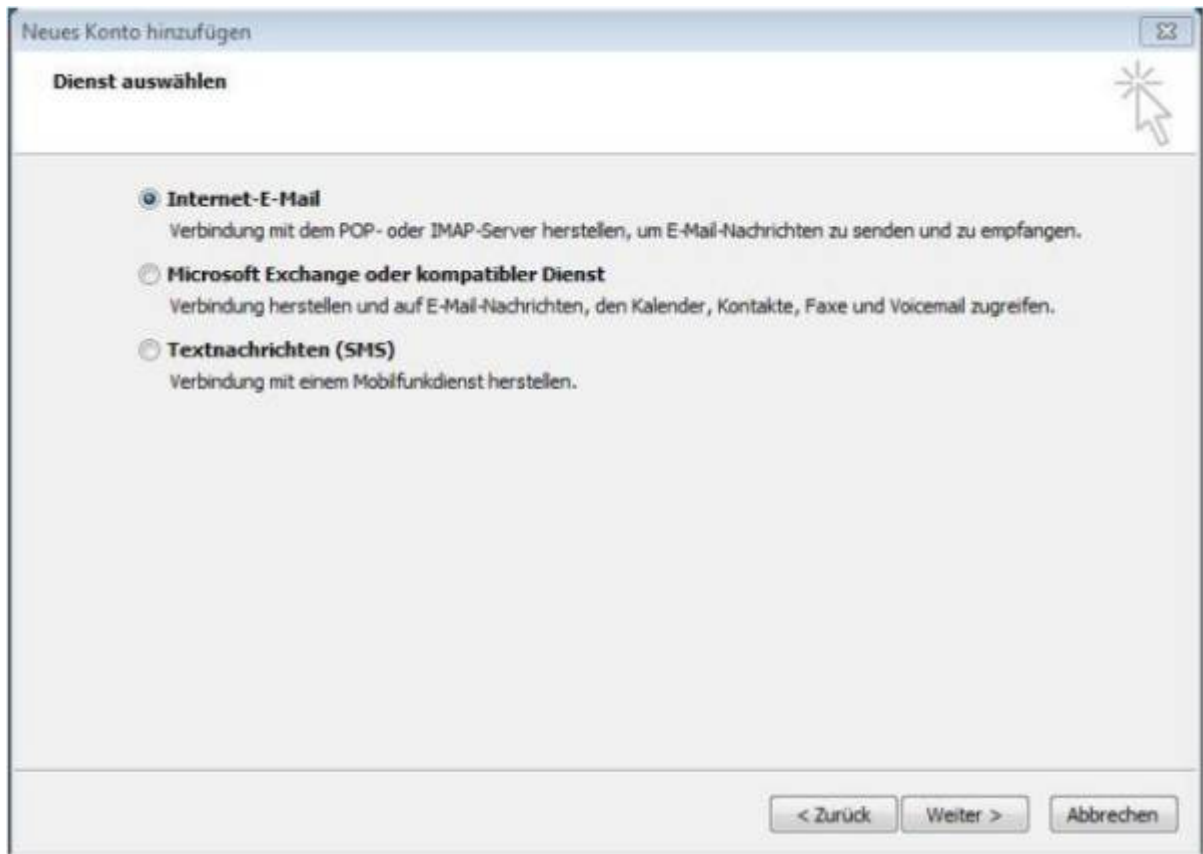 Neues Konto hinzufügen
Dienst auswählen
Internet-E-Mail
Verbindung mit dem POP- oder IMAP-Server herstellen, um E-Mail-Nachrichten zu senden und zu empfangen.
Microsoft Exchange oder kompatibler Dienst
Verbindung herstellen und auf E-Mail-Nachrichten, den Kalender, Kontakte, Faxe und Voicemail zugreifen.
Textnachrichten (SMS)
Verbindung mit einem Mobilfunkdienst herstellen.
< Zurück Weiter > Abbrechen